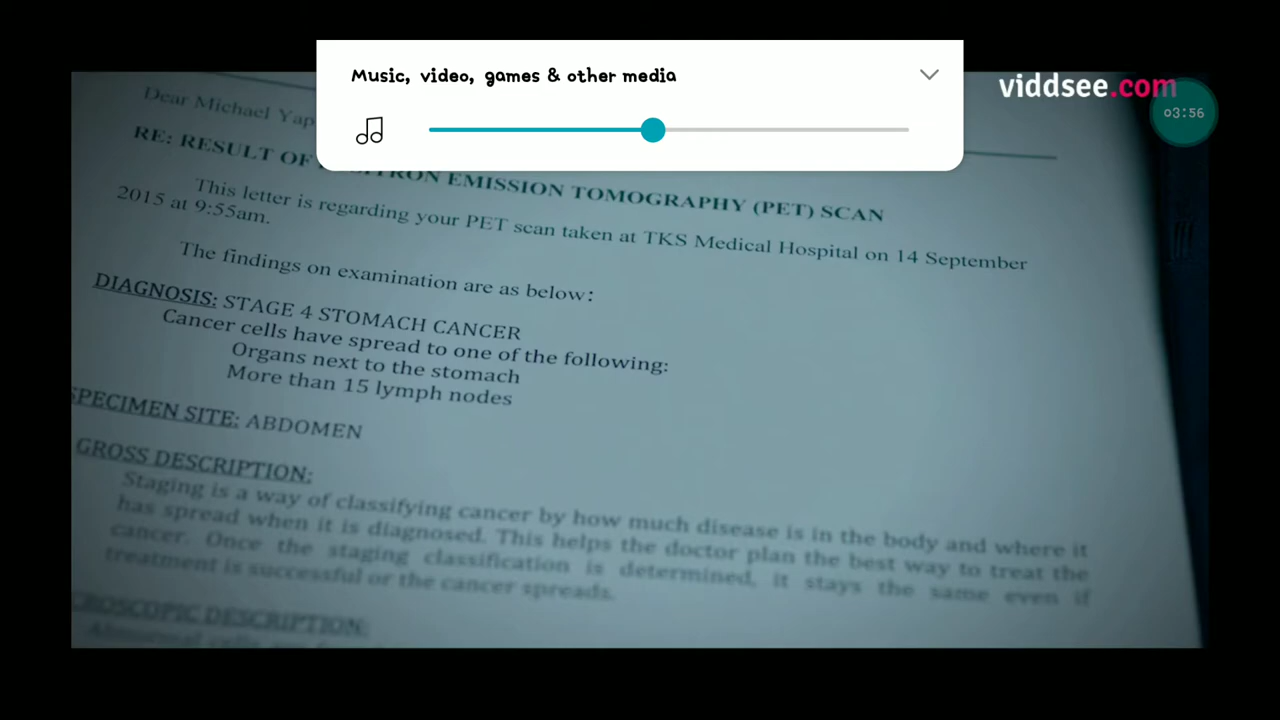 Music, video, games & other media
viddsee.com
03:56
Dear Michael Yap
RE: RESULT OF EMISSION TOMOGRAPHY (PET) SCAN
This letter is regarding your PET scan taken at TKS Medical Hospital on 14 September
2015 at 9:55am.
The findings on examination are as below:
DIAGNOSIS: STAGE 4 STOMACH CANCER
Cancer cells have spread to one of the following:
Organs next to the stomach
More than 15 lymph nodes
SPECIMEN SITE: ABDOMEN
GROSS DESCRIPTION:
Staging is a way of classifying cancer by how much disease is in the body and where it
has spread when it is diagnosed. This helps the doctor plan the best way to treat the
cancer. Once the staging classification is determined, it stays the same even if
treatment is successful or the cancer spreads.
DESCRIPTION:
Abnormal cells are